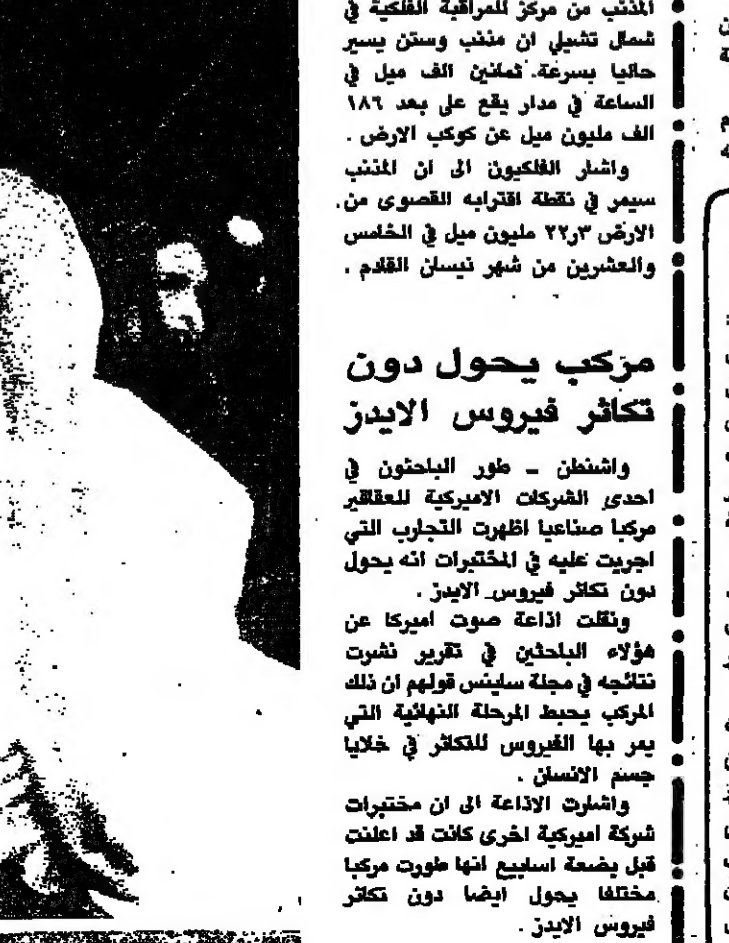 المذنب من مركز للمراقبة الفلكية في
شمال تشيلي ان مذنب وستن يسير
حاليا بسرعة ثمانين الف ميل في
الساعة في مدار يقع على بعد ١٨٦
الف مليون ميل عن كوكب الارض .
واشار الفلكيون الى ان المذنب
سيمر في نقطة اقترابه القصوى من
الارض ٢٢٫٣ مليون ميل في الخامس
والعشرين من شهر نيسان القادم .
مركب يحول دون
تكاثر فيروس الايدز
واشنطن ــ طور الباحثون في
احدى الشركات الاميركية للعقاقير
مركبا صناعيا اظهرت التجارب التي
اجريت عليه في المختبرات انه يحول
دون تكاثر فيروس الايدز .
ونقلت اذاعة صوت اميركا عن
هؤلاء الباحثين في تقرير نشرت
نتائجه في مجلة ساينس قولهم ان ذلك
المركب يحبط المرحلة النهائية التي
يمر بها الفيروس للتكاثر في خلايا
جسم الانسان .
واشارت الاذاعة الى ان مختبرات
شركة اميركية اخرى كانت قد اعلنت
قبل بضعة اسابيع انها طورت مركبا
مختلفا يحول ايضا دون تكاثر
فيروس الايدز .